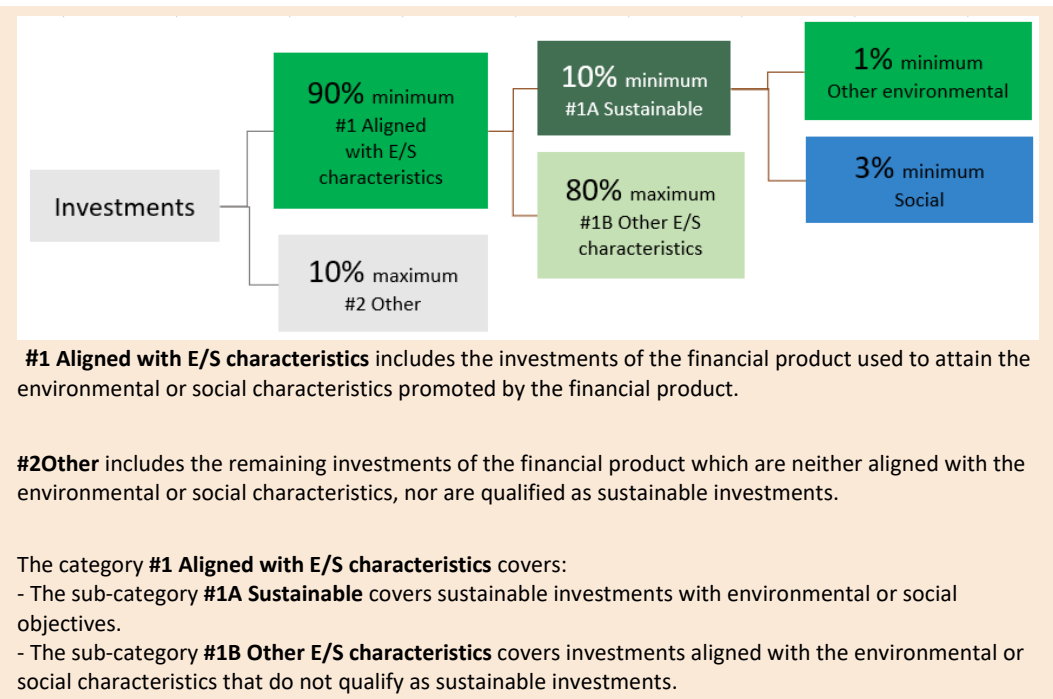 Investments
90% minimum
#1 Aligned
with E/S
characteristics
10% maximum
#2 Other
10% minimum
#1A Sustainable
80% maximum
#1B Other E/S
characteristics
1% minimum
Other environmental
3% minimum
Social
#1 Aligned with E/S characteristics includes the investments of the financial product used to attain the
environmental or social characteristics promoted by the financial product.
#2Other includes the remaining investments of the financial product which are neither aligned with the
environmental or social characteristics, nor are qualified as sustainable investments.
The category #1 Aligned with E/S characteristics covers:
- The sub-category #1A Sustainable covers sustainable investments with environmental or social
objectives.
- The sub-category #1B Other E/S characteristics covers investments aligned with the environmental or
social characteristics that do not qualify as sustainable investments.